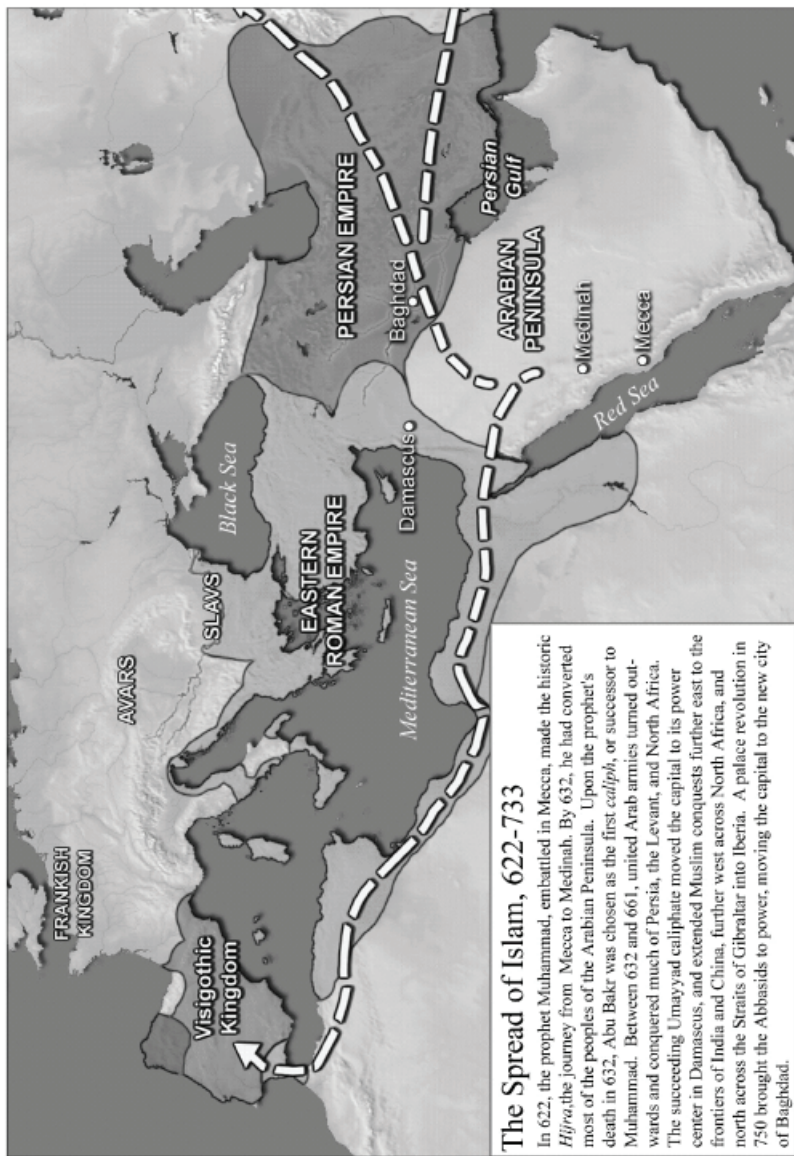 FRANKISH
KINGDOM
AVARS
SLAVS
Black Sea
Visigothic
Kingdom
EASTERN
ROMAN EMPIRE
PERSIAN EMPIRE
Mediterranean Sea
Damascus
Baghdad
Persian
Gulf
ARABIAN
PENINSULA
Medinah
Mecca
Red Sea
The Spread of Islam, 622-733
In 622, the prophet Muhammad, embattled in Mecca, made the historic
Hijra,the journey from Mecca to Medinah. By 632, he had converted
most of the peoples of the Arabian Peninsula. Upon the prophet's
death in 632, Abu Bakr was chosen as the first caliph, or successor to
Muhammad. Between 632 and 661, united Arab armies turned out-
wards and conquered much of Persia, the Levant, and North Africa.
The succeeding Umayyad caliphate moved the capital to its power
center in Damascus, and extended Muslim conquests further east to the
frontiers of India and China, further west across North Africa, and
north across the Straits of Gibraltar into Iberia. A palace revolution in
750 brought the Abbasids to power, moving the capital to the new city
of Baghdad.